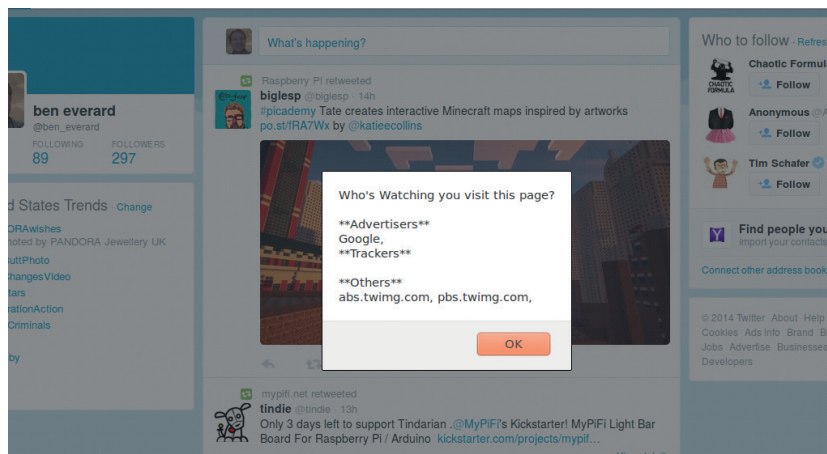 What's happening?
Raspberry Pi retweeted
biglesp @biglesp · 14h
#picademy Tate creates interactive Minecraft maps inspired by artworks
po.st/fRA7Wx by @katieecollins
ben everard
@ben_everard
FOLLOWING FOLLOWERS
89 297
d States Trends · Change
ORAwishes
noted by PANDORA Jewellery UK
ButtPhoto
hangesVideo
tars
rationAction
Criminals
by
Who's Watching you visit this page?
**Advertisers**
Google,
**Trackers**
**Others**
abs.twimg.com, pbs.twimg.com,
OK
mypifi.net retweeted
tindie @tindie · 13h
Only 3 days left to support Tindarian .@MyPiFi's Kickstarter! MyPiFi Light Bar
Board For Raspberry Pi / Arduino kickstarter.com/projects/mypif…
Who to follow · Refres
Chaotic Formula
CHAOTIC
FORMULA
Follow
Anonymous @A
Follow
Tim Schafer
Follow
Find people you
Import your contacts
Connect other address book
© 2014 Twitter About Help
Cookies Ads info Brand B
Jobs Advertise Businesses
Developers